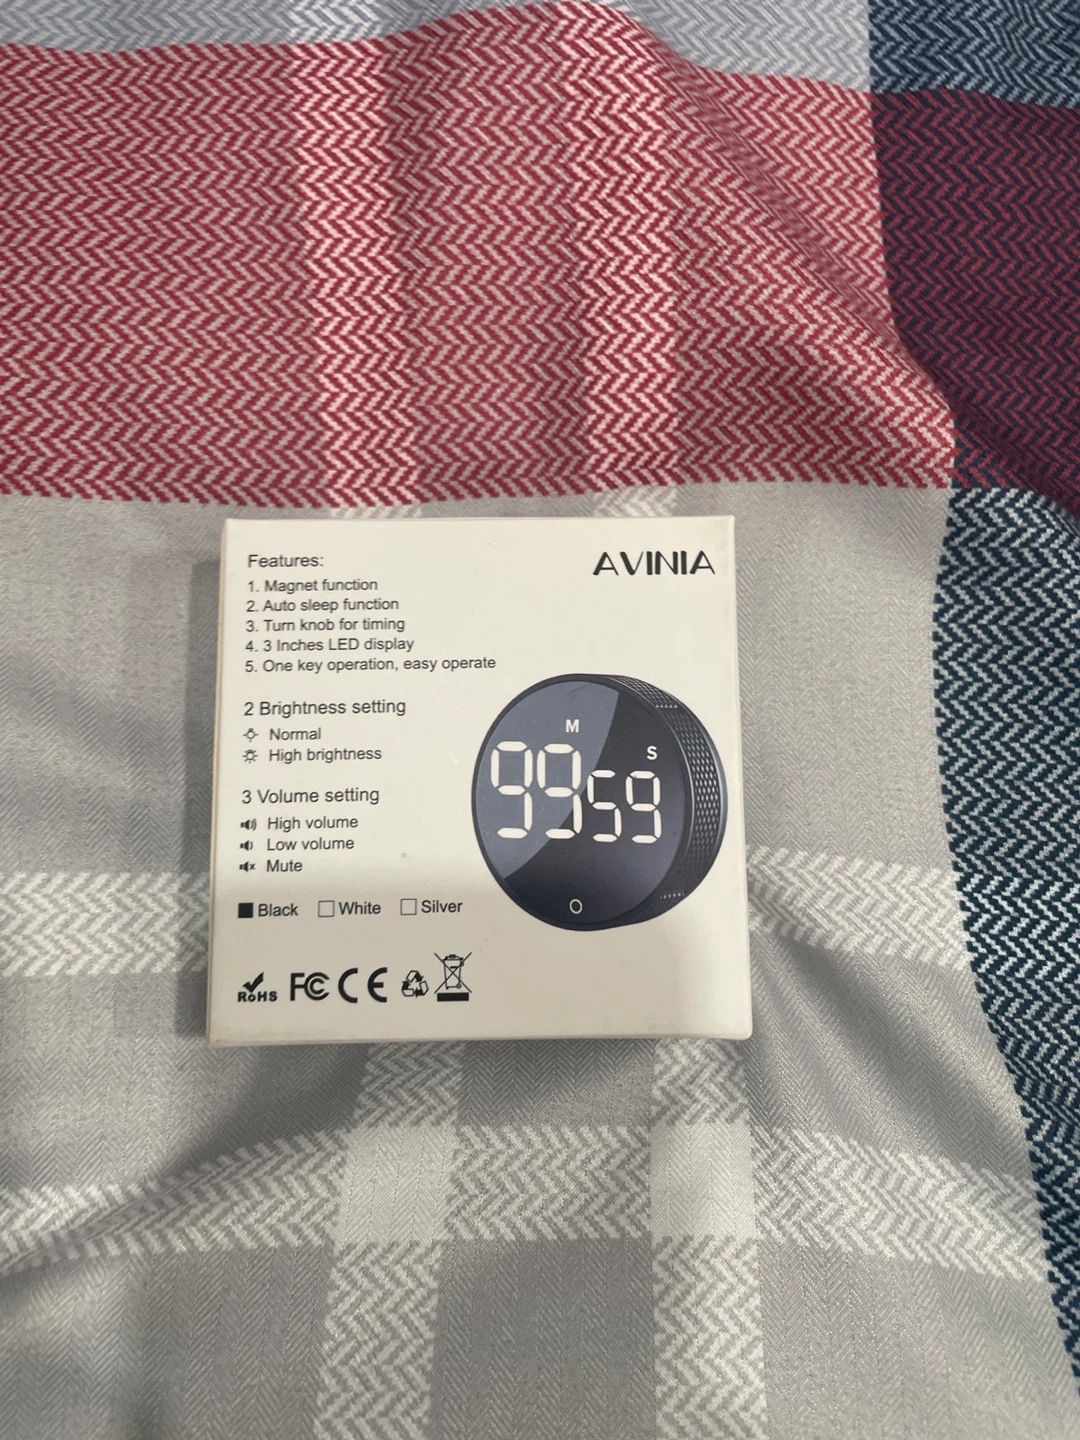 Features:
1. Magnet function
2. Auto sleep function
3. Turn knob for timing
4. 3 Inches LED display
5. One key operation, easy operate
AVINIA
2 Brightness setting
Normal
High brightness
3 Volume setting
High volume
Low volume
Mute
M
S
99 59
Black White Silver
RoHS FC CE